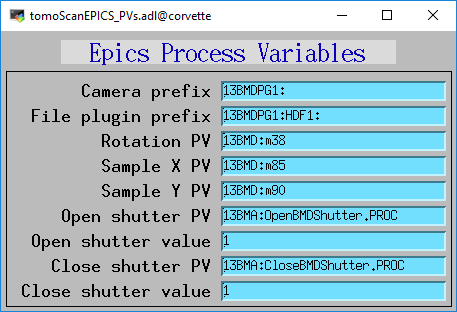 tomoScanEPICS_PVs.adl@corvette
Epics Process Variables
Camera prefix 13BMDPG1:
File plugin prefix 13BMDPG1:HDF1:
Rotation PV 13BMD:m38
Sample X PV 13BMD:m85
Sample Y PV 13BMD:m90
Open shutter PV 13BMA:OpenBMDShutter.PROC
Open shutter value 1
Close shutter PV 13BMA:CloseBMDShutter.PROC
Close shutter value 1